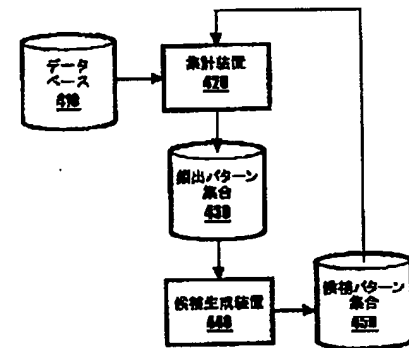 データ
ベース
410
集計装置
420
頻出パターン
集合
430
候補生成装置
440
候補パターン
集合
450